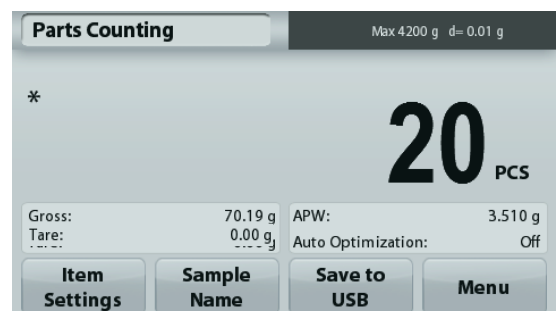 Parts Counting
Max 4200 g d= 0.01 g
*
20 PCS
Gross: 70.19 g
Tare: 0.00 g
APW: 3.510 g
Auto Optimization: Off
Item Settings
Sample Name
Save to USB
Menu